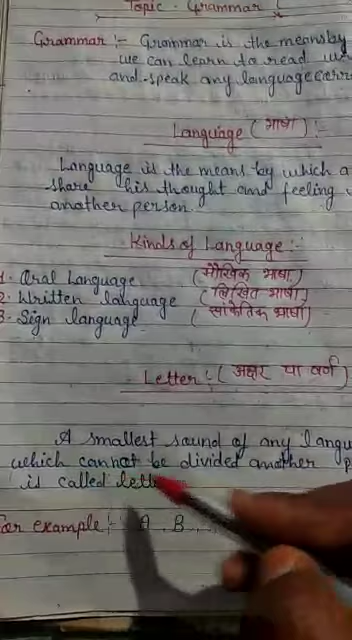 Topic - Grammar
Grammar :- Grammar is the means by
we can learn to read
and speak any language
Language (भाषा) :-
Language is the means by which a
share his thought and feeling
another person.
Kinds of Language :-
1. Oral Language (मौखिक भाषा)
2. Written language (लिखित भाषा)
3. Sign language (सांकेतिक भाषा)
Letter :- (अक्षर या वर्ण)
A smallest sound of any
which cannot be divided another
is called
For example :- A, B,